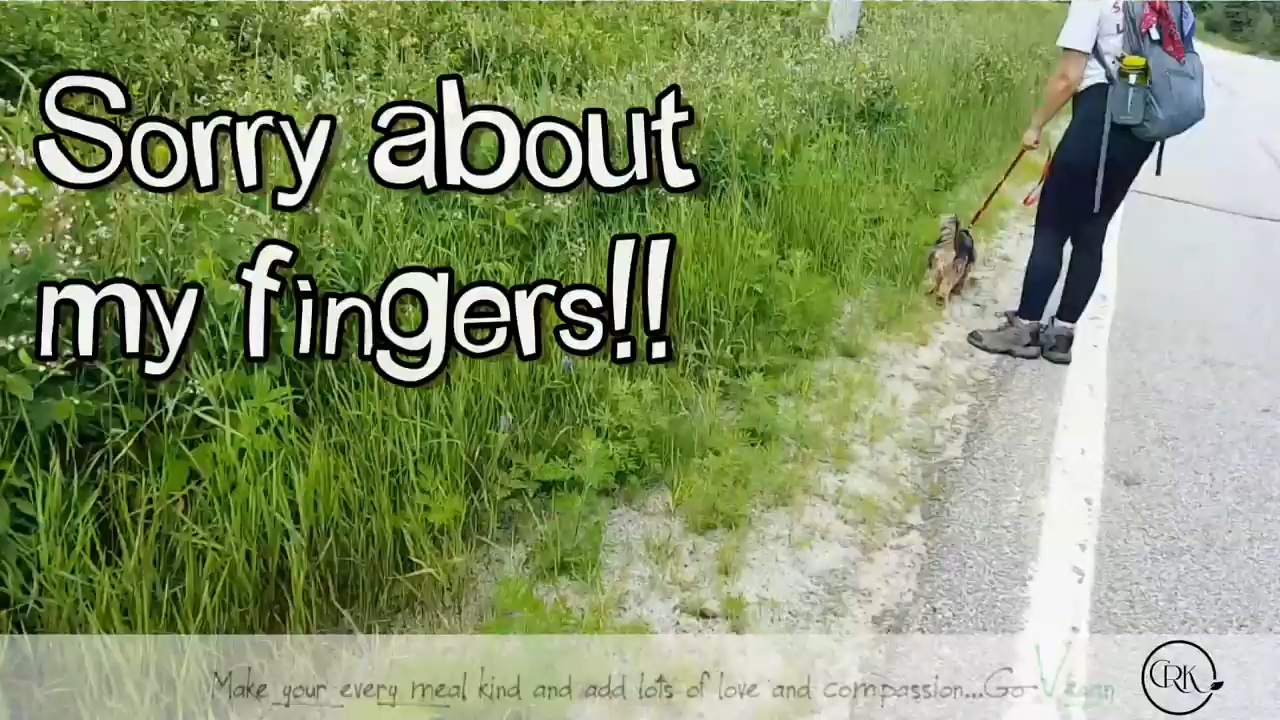 Sorry about
my fingers!!
Make your every meal kind and add lots of love and compassion...Go Vegan
CRK